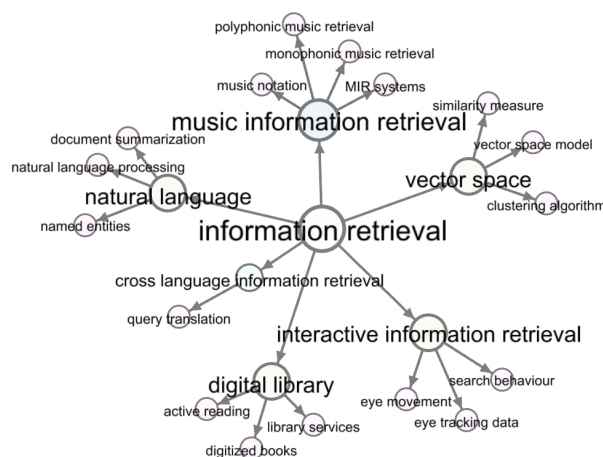 polyphonic music retrieval
monophonic music retrieval
music notation
MIR systems
similarity measure
music information retrieval
document summarization
vector space model
natural language processing
vector space
natural language
clustering algorithm
named entities
information retrieval
cross language information retrieval
query translation
interactive information retrieval
digital library
search behaviour
active reading
eye movement
library services
eye tracking data
digitized books